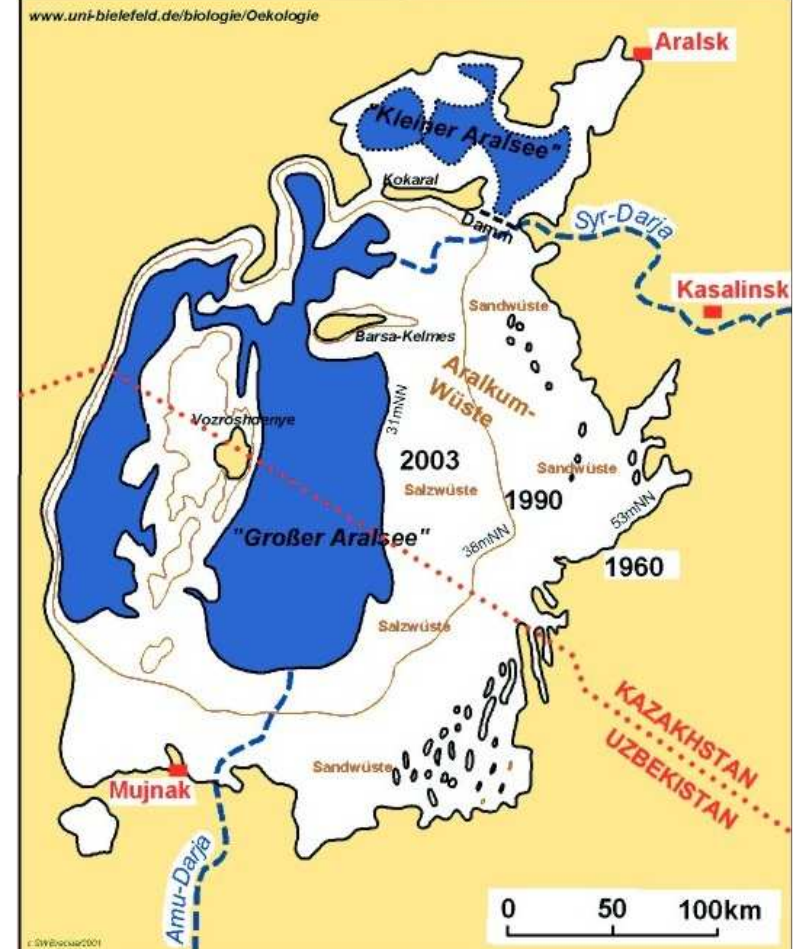 www.uni-bielefeld.de/biologie/Oekologie
Aralsk
"Kleiner Aralsee"
Kokaral
Damm
Syr-Darja
Kasalinsk
Sandwüste
Barsa-Kelmes
Aralkum-
Wüste
31mNN
Vozroshdenye
2003
Sandwüste
Salzwüste
1990
53mNN
"Großer Aralsee"
38mNN
1960
Salzwüste
KAZAKHSTAN
UZBEKISTAN
Sandwüste
Mujnak
Amu-Darja
0 50 100km